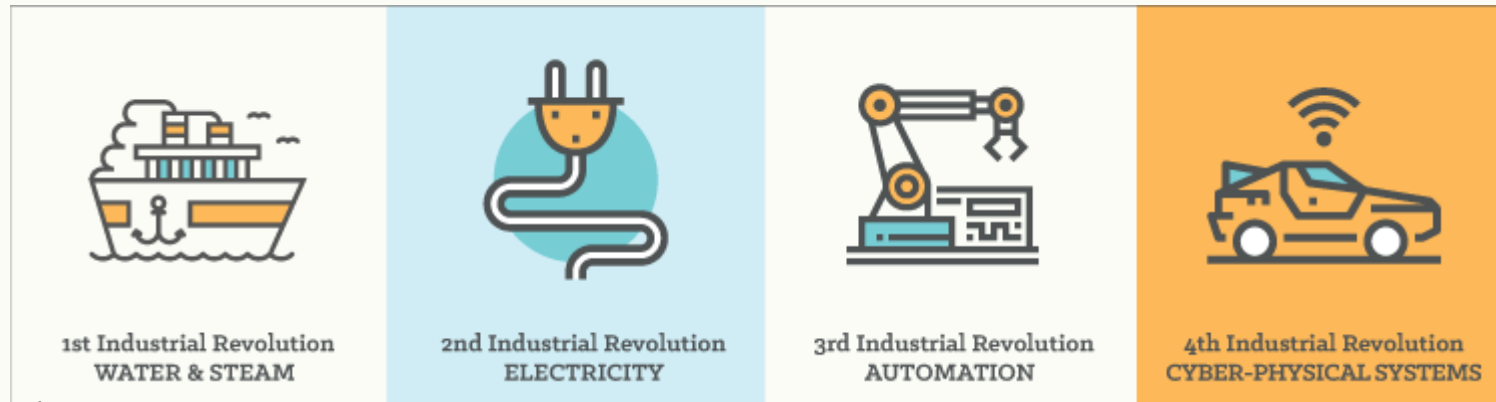 1st Industrial Revolution
WATER & STEAM
2nd Industrial Revolution
ELECTRICITY
3rd Industrial Revolution
AUTOMATION
4th Industrial Revolution
CYBER-PHYSICAL SYSTEMS